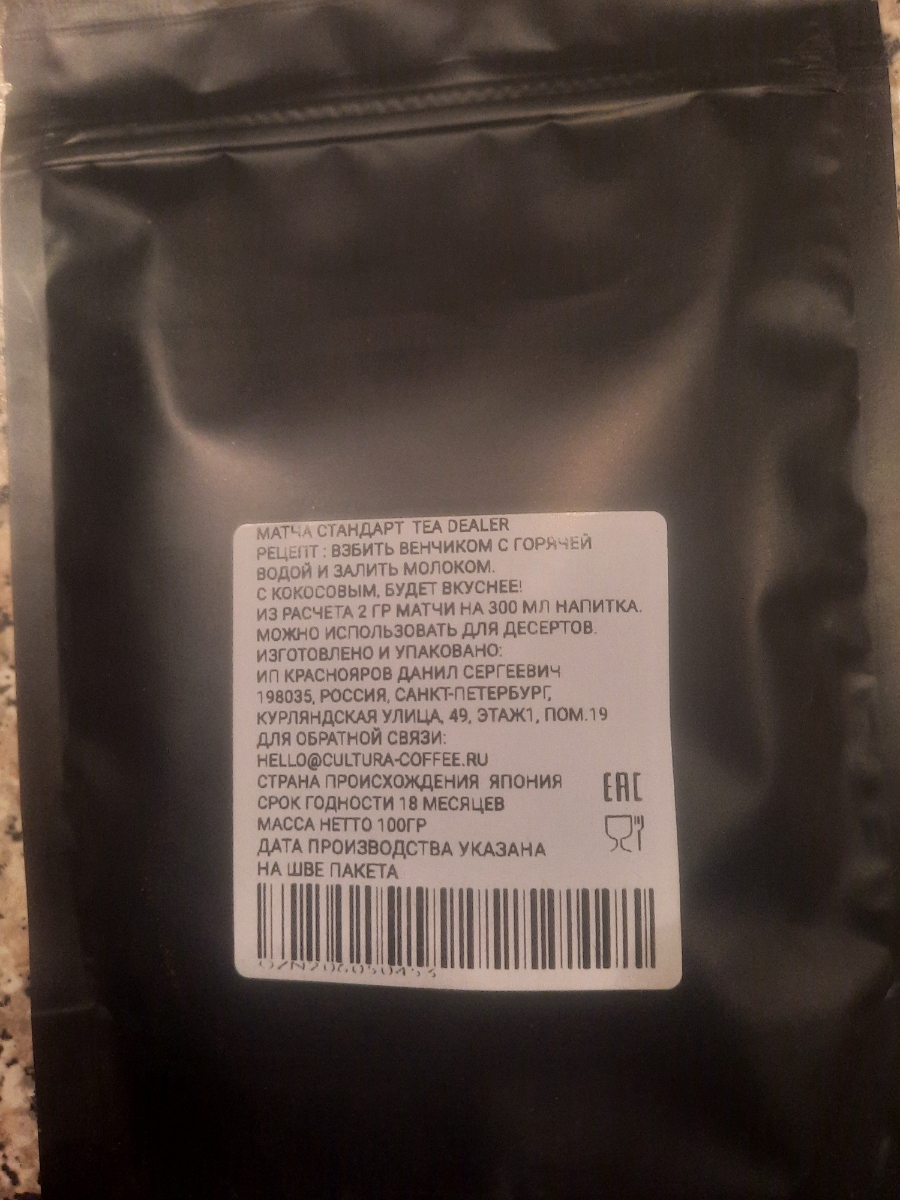 МАТЧА СТАНДАРТ TEA DEALER
РЕЦЕПТ : ВЗБИТЬ ВЕНЧИКОМ С ГОРЯЧЕЙ
ВОДОЙ И ЗАЛИТЬ МОЛОКОМ.
С КОКОСОВЫМ, БУДЕТ ВКУСНЕЕ!
ИЗ РАСЧЕТА 2 ГР МАТЧИ НА 300 МЛ НАПИТКА.
МОЖНО ИСПОЛЬЗОВАТЬ ДЛЯ ДЕСЕРТОВ.
ИЗГОТОВЛЕНО И УПАКОВАНО:
ИП КРАСНОЯРОВ ДАНИЛ СЕРГЕЕВИЧ
198035, РОССИЯ, САНКТ-ПЕТЕРБУРГ,
КУРЛЯНДСКАЯ УЛИЦА, 49, ЭТАЖ1, ПОМ.19
ДЛЯ ОБРАТНОЙ СВЯЗИ:
HELLO@CULTURA-COFFEE.RU
СТРАНА ПРОИСХОЖДЕНИЯ ЯПОНИЯ
СРОК ГОДНОСТИ 18 МЕСЯЦЕВ
EAC
МАССА НЕТТО 100ГР
ДАТА ПРОИЗВОДСТВА УКАЗАНА
НА ШВЕ ПАКЕТА